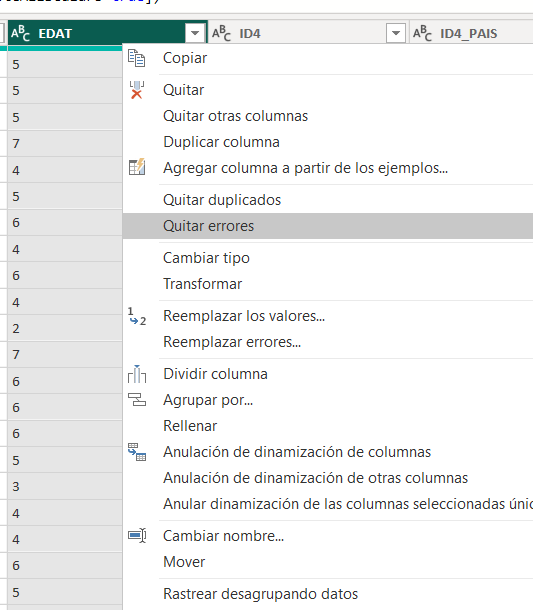 EDAT ID4 ID4_PAIS
5
5
5
7
4
5
6
4
6
4
2
7
6
6
6
5
3
4
4
6
5
Copiar
Quitar
Quitar otras columnas
Duplicar columna
Agregar columna a partir de los ejemplos...
Quitar duplicados
Quitar errores
Cambiar tipo
Transformar
Reemplazar los valores...
Reemplazar errores...
Dividir columna
Agrupar por...
Rellenar
Anulación de dinamización de columnas
Anulación de dinamización de otras columnas
Anular dinamización de las columnas seleccionadas úni
Cambiar nombre...
Mover
Rastrear desagrupando datos